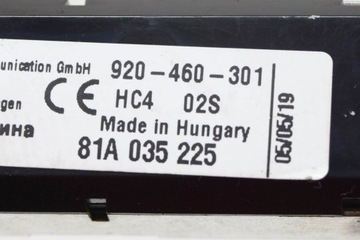 unication GmbH 920-460-301
gen CE HC4 02S
ина Made in Hungary
81A 035 225
05/05/19